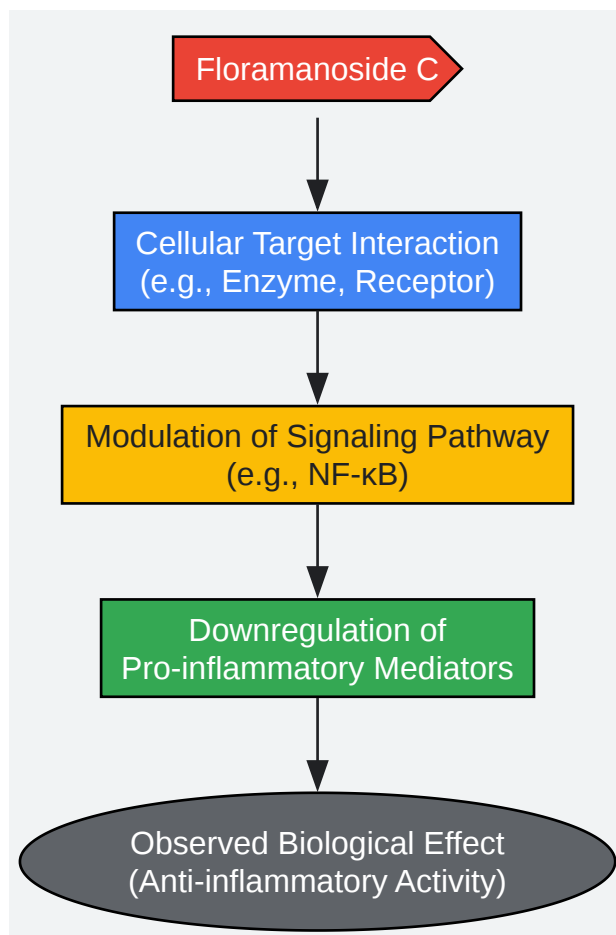 Floramanoside C
Cellular Target Interaction
(e.g., Enzyme, Receptor)
Modulation of Signaling Pathway
(e.g., NF-κB)
Downregulation of
Pro-inflammatory Mediators
Observed Biological Effect
(Anti-inflammatory Activity)